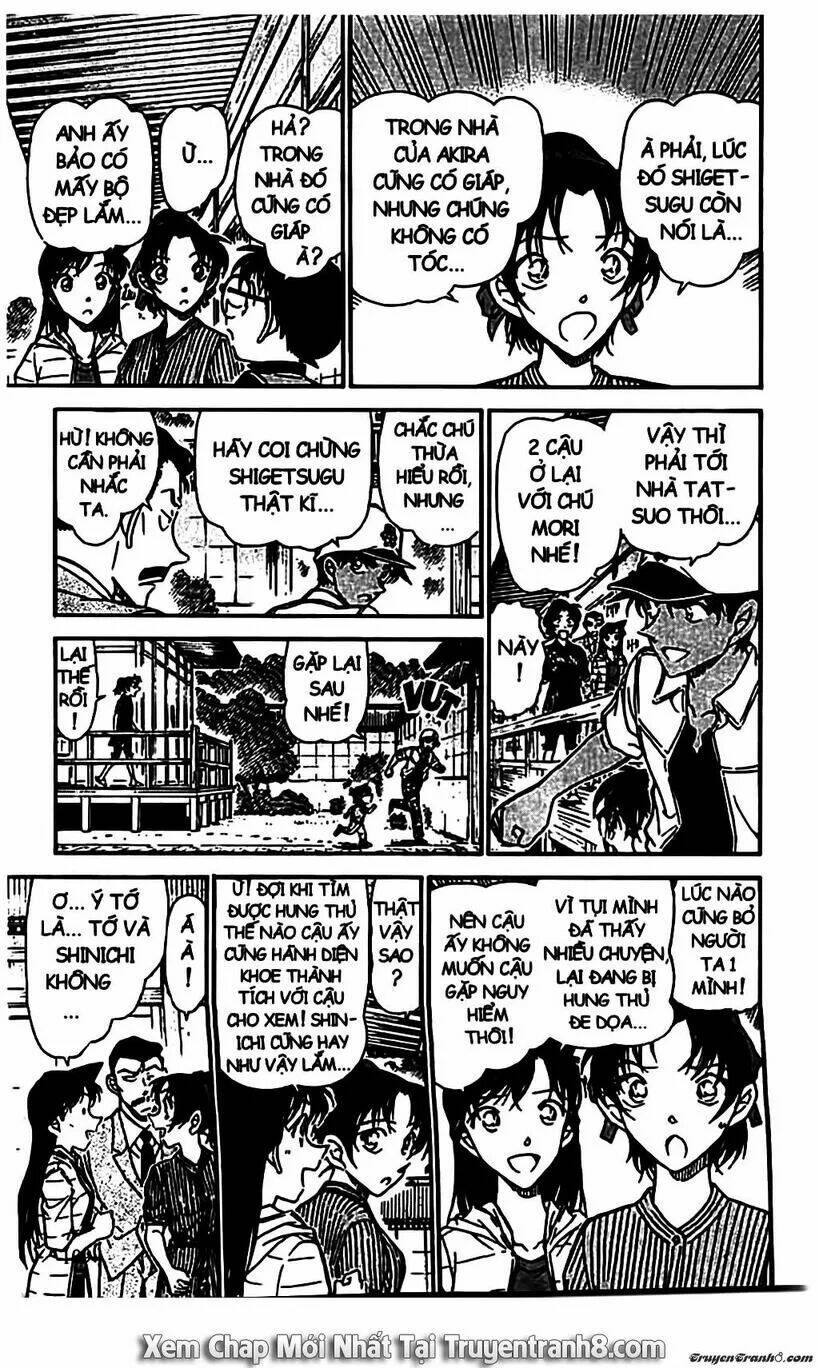 À PHẢI, LÚC
ĐÓ SHIGET-
SUGU CÒN
NÓI LÀ...
TRONG NHÀ
CỦA AKIRA
CŨNG CÓ GIÁP,
NHƯNG CHÚNG
KHÔNG CÓ
TÓC...
HẢ?
TRONG
NHÀ ĐÓ
CŨNG CÓ
GIÁP
À?
Ừ...
ANH ẤY
BẢO CÓ
MẤY BỘ
ĐẸP LẮM...
VẬY THÌ
PHẢI TỚI
NHÀ TAT-
SUO THÔI...
2 CẬU
Ở LẠI
VỚI CHÚ
MORI
NHÉ!
NÀY
!
CHẮC CHÚ
THỪA
HIỂU RỒI,
NHƯNG
...
HÃY COI CHỪNG
SHIGETSUGU
THẬT KĨ...
HỪ! KHÔNG
CẦN PHẢI
NHẮC
TA.
GẶP LẠI
SAU
NHÉ!
VÚT
LẠI
THẾ
RỒI
!
LÚC NÀO
CŨNG BỎ
NGƯỜI
TA 1
MÌNH!
VÌ TỤI MÌNH
ĐÃ THẤY
NHIỀU CHUYỆN,
LẠI ĐANG BỊ
HUNG THỦ
ĐE DỌA...
NÊN CẬU
ẤY KHÔNG
MUỐN CẬU
GẶP NGUY
HIỂM
THÔI!
THẬT
VẬY
SAO
?
Ừ! ĐỢI KHI TÌM
ĐƯỢC HUNG THỦ
THẾ NÀO CẬU ẤY
CŨNG HÃNH DIỆN
KHOE THÀNH
TÍCH VỚI CẬU
CHO XEM! SHIN-
ICHI CŨNG HAY
NHƯ VẬY LẮM...
Á
À!
Ơ... Ý TỚ
LÀ... TỚ VÀ
SHINICHI
KHÔNG
...
Xem Chap Mới Nhất Tại Truyentranh8.com
TruyenTranh8.com